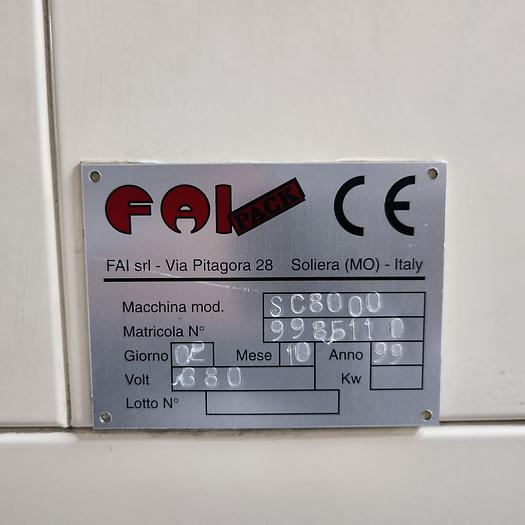 FAI PACK CE
FAI srl - Via Pitagora 28 Soliera (MO) - Italy
Macchina mod. SC8000
Matricola N° 9985110
Giorno 02 Mese 10 Anno 99
Volt 380 Kw
Lotto N°